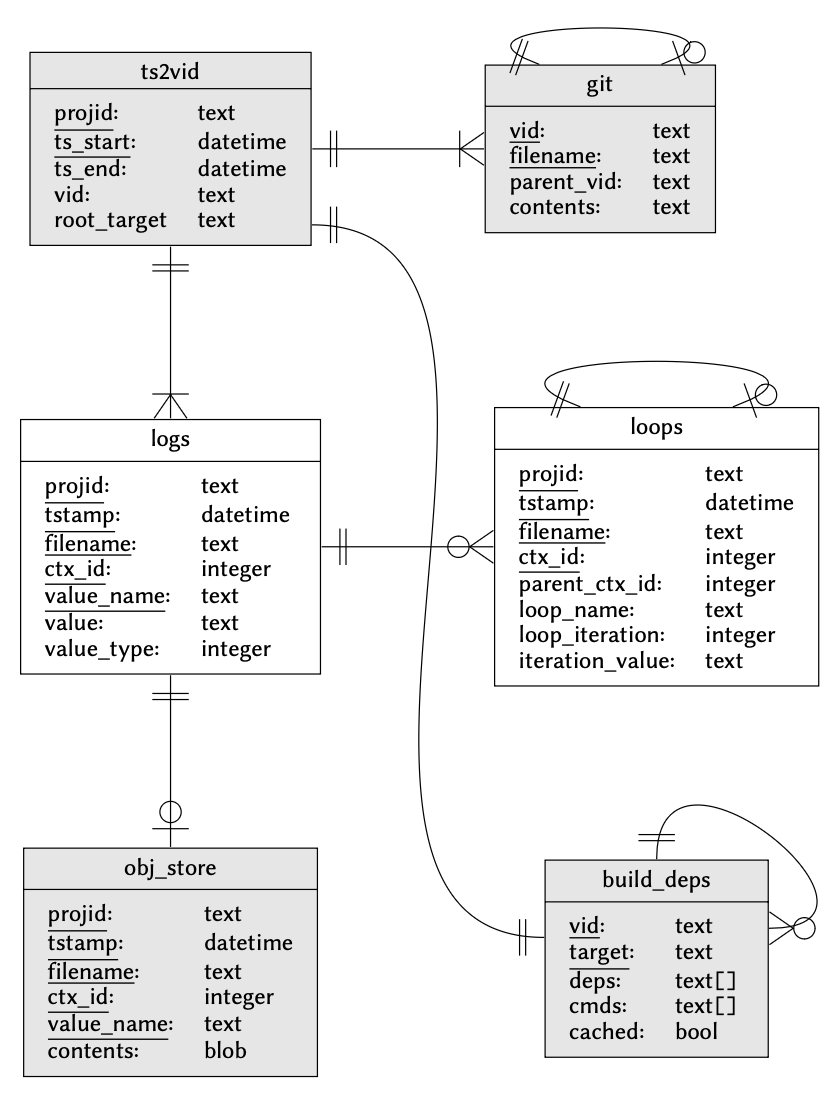 ts2vid
projid: text
ts_start: datetime
ts_end: datetime
vid: text
root_target text
git
vid: text
filename: text
parent_vid: text
contents: text
logs
projid: text
tstamp: datetime
filename: text
ctx_id: integer
value_name: text
value: text
value_type: integer
loops
projid: text
tstamp: datetime
filename: text
ctx_id: integer
parent_ctx_id: integer
loop_name: text
loop_iteration: integer
iteration_value: text
obj_store
projid: text
tstamp: datetime
filename: text
ctx_id: integer
value_name: text
contents: blob
build_deps
vid: text
target: text
deps: text[]
cmds: text[]
cached: bool